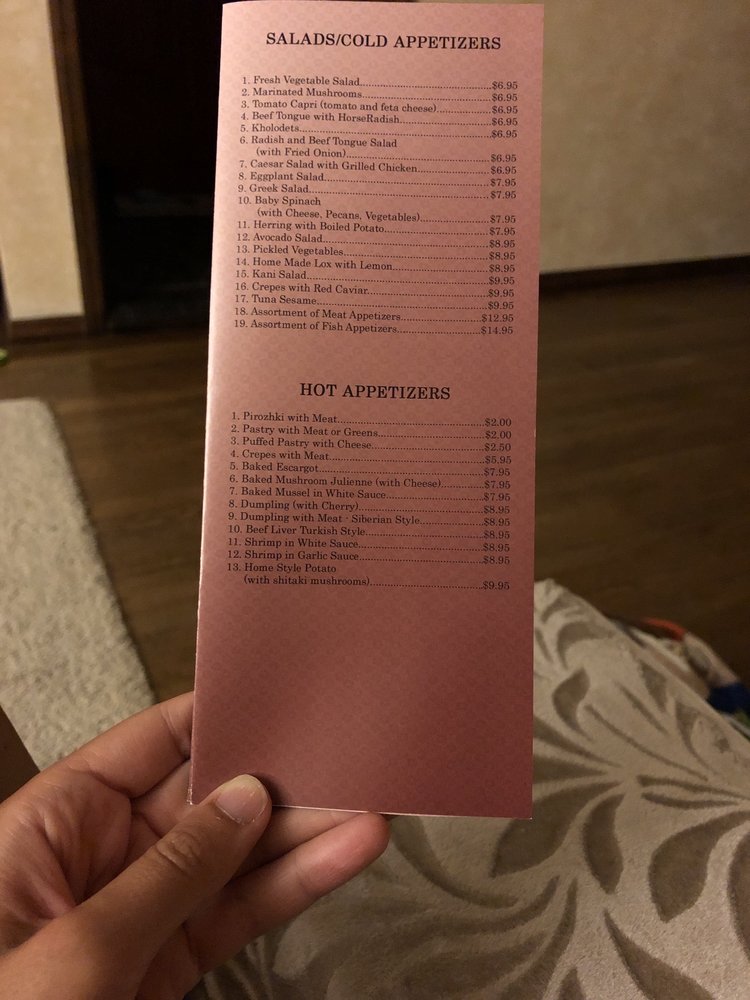 SALADS/COLD APPETIZERS
1. Fresh Vegetable Salad..........$6.95
2. Marinated Mushrooms..........$6.95
3. Tomato Capri (tomato and feta cheese)..........$6.95
4. Beef Tongue with HorseRadish..........$6.95
5. Kholodets..........$6.95
6. Radish and Beef Tongue Salad
(with Fried Onion)..........$6.95
7. Caesar Salad with Grilled Chicken..........$6.95
8. Eggplant Salad..........$7.95
9. Greek Salad..........$7.95
10. Baby Spinach
(with Cheese, Pecans, Vegetables)..........$7.95
11. Herring with Boiled Potato..........$7.95
12. Avocado Salad..........$8.95
13. Pickled Vegetables..........$8.95
14. Home Made Lox with Lemon..........$8.95
15. Kani Salad..........$9.95
16. Crepes with Red Caviar..........$9.95
17. Tuna Sesame..........$9.95
18. Assortment of Meat Appetizers..........$12.95
19. Assortment of Fish Appetizers..........$14.95
HOT APPETIZERS
1. Pirozhki with Meat..........$2.00
2. Pastry with Meat or Greens..........$2.00
3. Puffed Pastry with Cheese..........$2.50
4. Crepes with Meat..........$5.95
5. Baked Escargot..........$7.95
6. Baked Mushroom Julienne (with Cheese)..........$7.95
7. Baked Mussel in White Sauce..........$7.95
8. Dumpling (with Cherry)..........$8.95
9. Dumpling with Meat · Siberian Style..........$8.95
10. Beef Liver Turkish Style..........$8.95
11. Shrimp in White Sauce..........$8.95
12. Shrimp in Garlic Sauce..........$8.95
13. Home Style Potato
(with shitaki mushrooms)..........$9.95